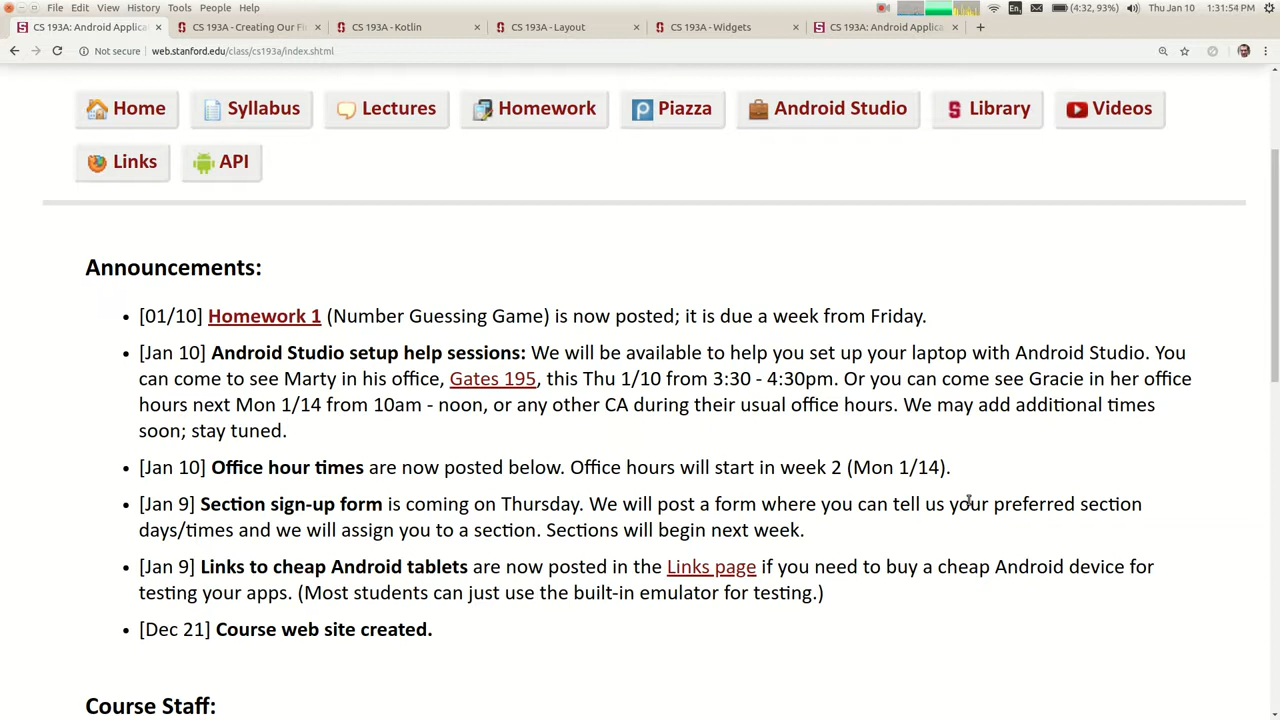 File Edit View History Bookmarks Tools People Help
En
(4:32, 93%)
Thu Jan 10
1:31:54 PM
CS 193A: Android Applica
Creating Our Fi
CS 193A - Kotlin
CS 193A - Layout
CS 193A - Widgets
CS 193A: Android Applica
Not secure
web.stanford.edu/class/cs193a/index.shtml
Home
Syllabus
Lectures
Homework
Piazza
Android Studio
Library
Videos
Links
API
Announcements:
• [01/10] Homework 1 (Number Guessing Game) is now posted; it is due a week from Friday.
• [Jan 10] Android Studio setup help sessions: We will be available to help you set up your laptop with Android Studio. You
can come to see Marty in his office, Gates 195, this Thu 1/10 from 3:30 - 4:30pm. Or you can come see Gracie in her office
hours next Mon 1/14 from 10am - noon, or any other CA during their usual office hours. We may add additional times
soon; stay tuned.
• [Jan 10] Office hour times are now posted below. Office hours will start in week 2 (Mon 1/14).
• [Jan 9] Section sign-up form is coming on Thursday. We will post a form where you can tell us your preferred section
days/times and we will assign you to a section. Sections will begin next week.
• [Jan 9] Links to cheap Android tablets are now posted in the Links page if you need to buy a cheap Android device for
testing your apps. (Most students can just use the built-in emulator for testing.)
• [Dec 21] Course web site created.
Course Staff: